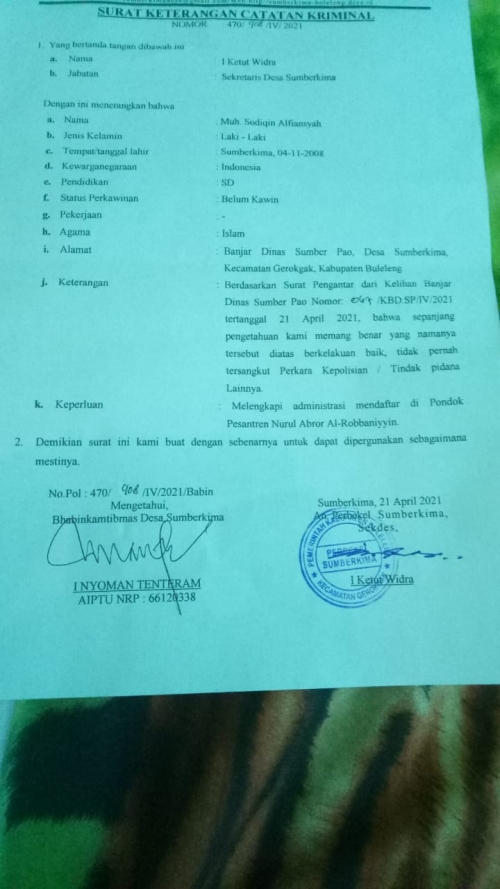 SURAT KETERANGAN CATATAN KRIMINAL
NOMOR 470/ 908 /IV/2021
1. Yang bertanda tangan dibawah ini
a. Nama : I Ketut Widra
b. Jabatan : Sekretaris Desa Sumberkima
Dengan ini menerangkan bahwa
a. Nama : Muh. Sodiqin Alfiansyah
b. Jenis Kelamin : Laki - Laki
c. Tempat/tanggal lahir : Sumberkima, 04-11-2008
d. Kewarganegaraan : Indonesia
e. Pendidikan : SD
f. Status Perkawinan : Belum Kawin
g. Pekerjaan : -
h. Agama : Islam
i. Alamat : Banjar Dinas Sumber Pao, Desa Sumberkima,
Kecamatan Gerokgak, Kabupaten Buleleng
j. Keterangan : Berdasarkan Surat Pengantar dari Kelihan Banjar
Dinas Sumber Pao Nomor: /KBD.SP/IV/2021
tertanggal 21 April 2021, bahwa sepanjang
pengetahuan kami memang benar yang namanya
tersebut diatas berkelakuan baik, tidak pernah
tersangkut Perkara Kepolisian / Tindak pidana
Lainnya.
k. Keperluan : Melengkapi administrasi mendaftar di Pondok
Pesantren Nurul Abror Al-Robbaniyyin.
2. Demikian surat ini kami buat dengan sebenarnya untuk dapat dipergunakan sebagaimana
mestinya.
No.Pol : 470/ 908 /IV/2021/Babin
Mengetahui,
Bhabinkamtibmas Desa Sumberkima
I NYOMAN TENTERAM
AIPTU NRP : 66120338
Sumberkima, 21 April 2021
An. Perbekel Sumberkima,
Sekdes,
PEMERINTAH KABUPATEN
PERBEKEL
SUMBERKIMA
KECAMATAN GEROKGAK
I Ketut Widra